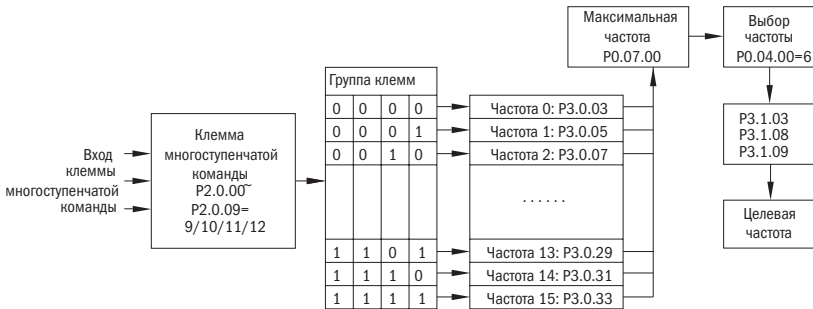 Вход
клеммы
многоступенчатой
команды
Клемма
многоступенчатой
команды
P2.0.00~
P2.0.09=
9/10/11/12
Группа клемм
0 0 0 0
0 0 0 1
0 0 1 0
1 1 0 1
1 1 1 0
1 1 1 1
Частота 0: P3.0.03
Частота 1: P3.0.05
Частота 2: P3.0.07
......
Частота 13: P3.0.29
Частота 14: P3.0.31
Частота 15: P3.0.33
Максимальная
частота
P0.07.00
Выбор
частоты
P0.04.00=6
P3.1.03
P3.1.08
P3.1.09
Целевая
частота